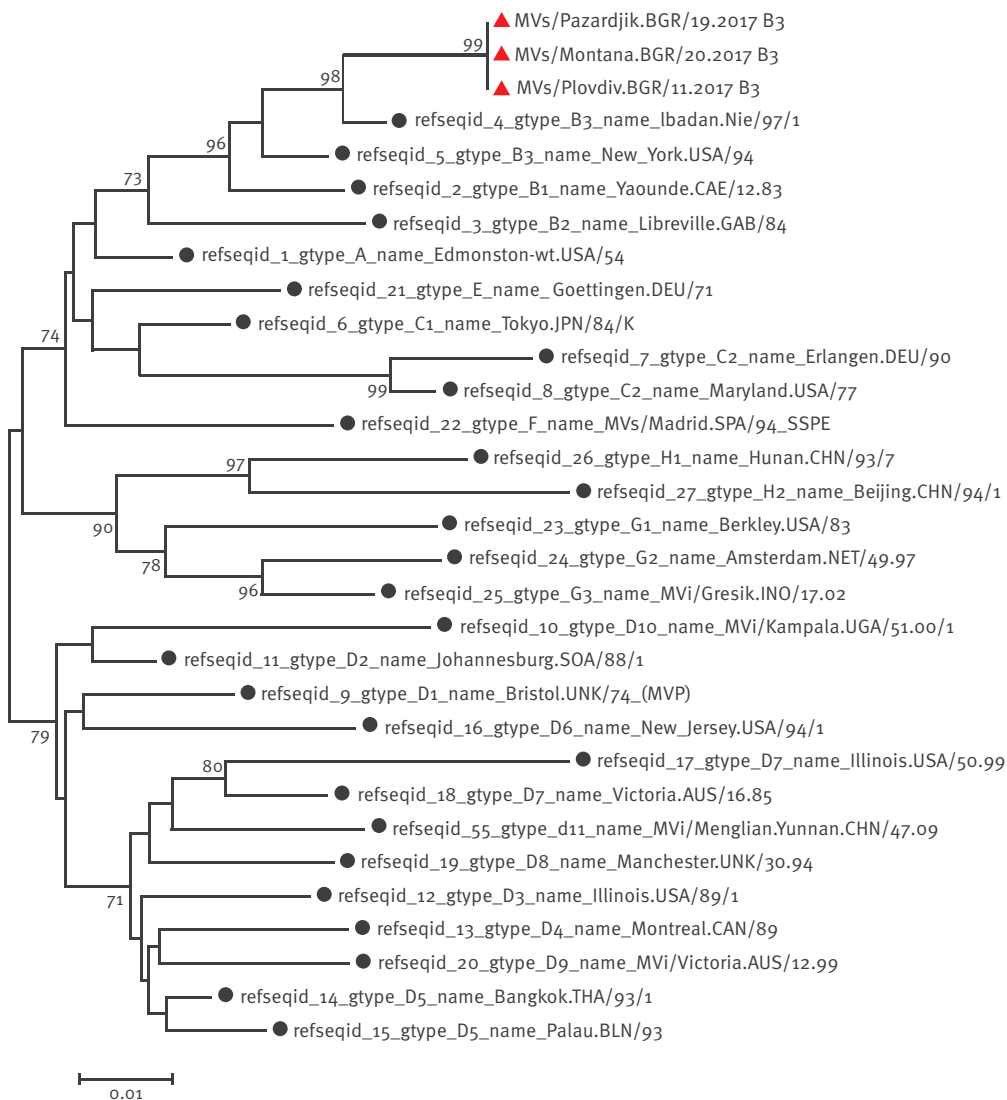 MVs/Pazardjik.BGR/19.2017 B3
99
MVs/Montana.BGR/20.2017 B3
98
MVs/Plovdiv.BGR/11.2017 B3
refseqid_4_gtype_B3_name_lbadan.Nie/97/1
96
refseqid_5_gtype_B3_name_New_York.USA/94
73
refseqid_2_gtype_B1_name_Yaounde.CAE/12.83
refseqid_3_gtype_B2_name_Libreville.GAB/84
refseqid_1_gtype_A_name_Edmonston-wt.USA/54
refseqid_21_gtype_E_name_Goettingen.DEU/71
refseqid_6_gtype_C1_name_Tokyo.JPN/84/K
74
refseqid_7_gtype_C2_name_Erlangen.DEU/90
99
refseqid_8_gtype_C2_name_Maryland.USA/77
refseqid_22_gtype_F_name_MVs/Madrid.SPA/94_SSPE
97
refseqid_26_gtype_H1_name_Hunan.CHN/93/7
refseqid_27_gtype_H2_name_Beijing.CHN/94/1
90
refseqid_23_gtype_G1_name_Berkley.USA/83
78
refseqid_24_gtype_G2_name_Amsterdam.NET/49.97
96
refseqid_25_gtype_G3_name_MVi/Gresik.INO/17.02
refseqid_10_gtype_D10_name_MVi/Kampala.UGA/51.00/1
refseqid_11_gtype_D2_name_Johannesburg.SOA/88/1
refseqid_9_gtype_D1_name_Bristol.UNK/74_(MVP)
79
refseqid_16_gtype_D6_name_New_Jersey.USA/94/1
80
refseqid_17_gtype_D7_name_Illinois.USA/50.99
refseqid_18_gtype_D7_name_Victoria.AUS/16.85
refseqid_55_gtype_d11_name_MVi/Menglian.Yunnan.CHN/47.09
refseqid_19_gtype_D8_name_Manchester.UNK/30.94
71
refseqid_12_gtype_D3_name_Illinois.USA/89/1
refseqid_13_gtype_D4_name_Montreal.CAN/89
refseqid_20_gtype_D9_name_MVi/Victoria.AUS/12.99
refseqid_14_gtype_D5_name_Bangkok.THA/93/1
refseqid_15_gtype_D5_name_Palau.BLN/93
0.01